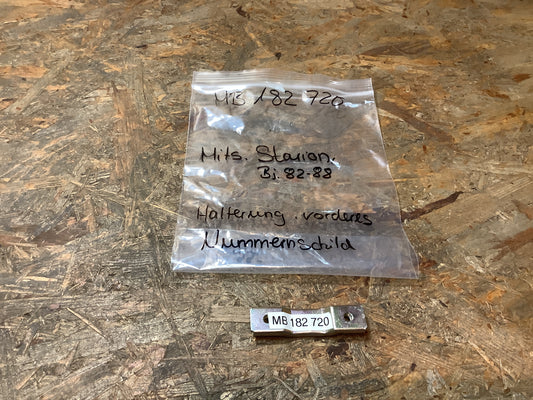 MB 182 720
Mits. Starion.
Bj. 82-88
Halterung . vorderes
Nummernschild
MB 182 720